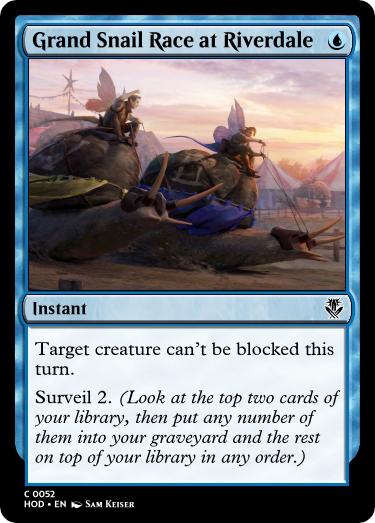 Grand Snail Race at Riverdale
Instant
Target creature can't be blocked this
turn.
Surveil 2. (Look at the top two cards of
your library, then put any number of
them into your graveyard and the rest
on top of your library in any order.)
C 0052
HOD • EN Sam Keiser